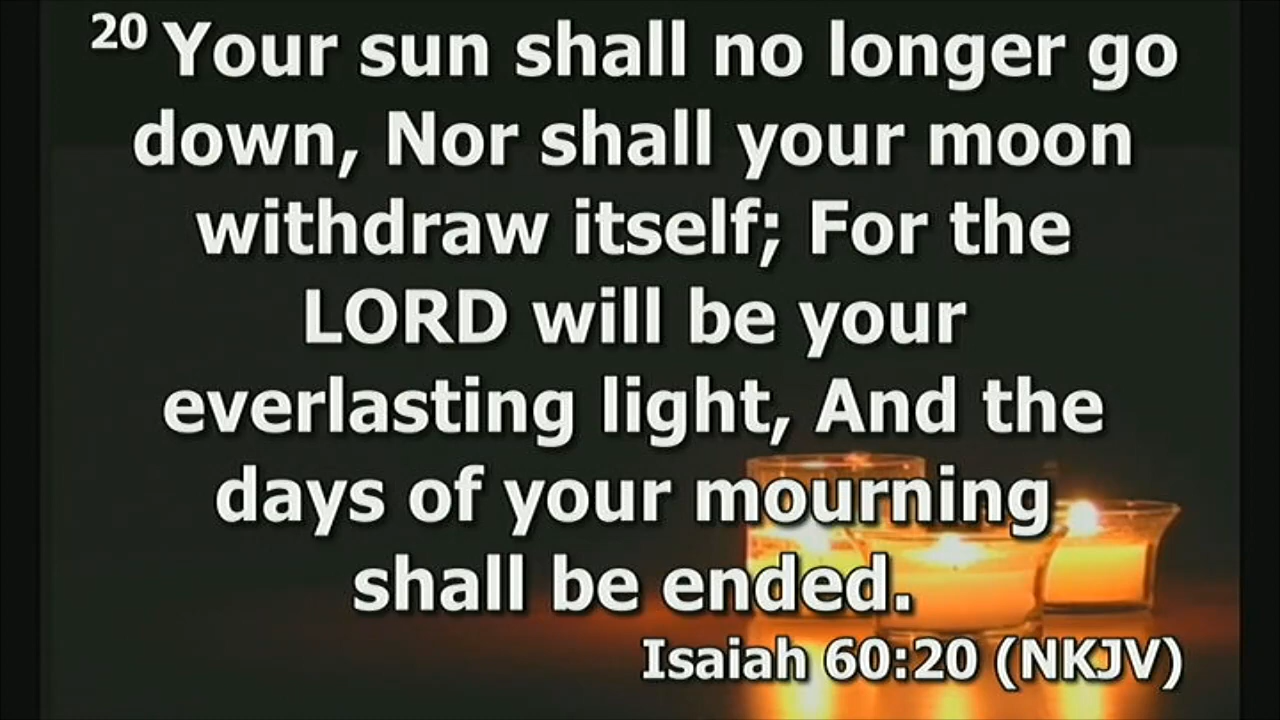 20 Your sun shall no longer go
down, Nor shall your moon
withdraw itself; For the
LORD will be your
everlasting light, And the
days of your mourning
shall be ended.
Isaiah 60:20 (NKJV)